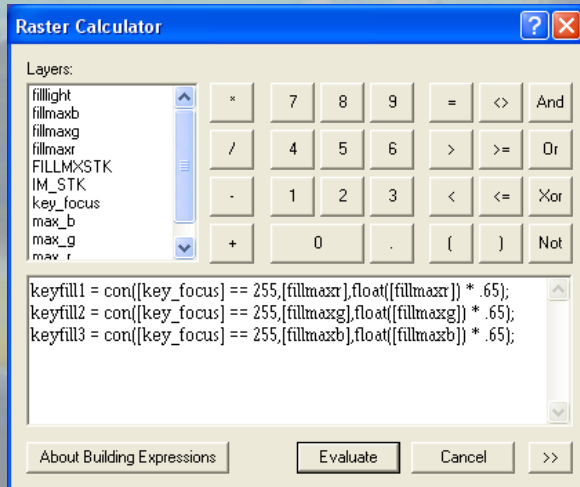 Raster Calculator
?
Layers:
filllight
fillmaxb
fillmaxg
fillmaxr
FILLMXSTK
IM_STK
key_focus
max_b
max_g
max_r
* 7 8 9 = <> And
/ 4 5 6 > >= Or
- 1 2 3 < <= Xor
+ 0 . ( ) Not
keyfill1 = con([key_focus] == 255,[fillmaxr],float([fillmaxr]) * .65);
keyfill2 = con([key_focus] == 255,[fillmaxg],float([fillmaxg]) * .65);
keyfill3 = con([key_focus] == 255,[fillmaxb],float([fillmaxb]) * .65);
About Building Expressions Evaluate Cancel >>